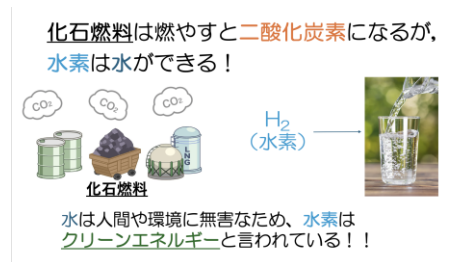 化石燃料は燃やすと二酸化炭素になるが,
水素は水ができる！
CO₂
CO₂
CO₂
LNG
化石燃料
H₂
（水素）
水は人間や環境に無害なため、水素は
クリーンエネルギーと言われている！！